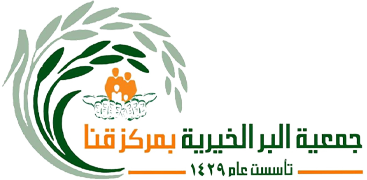 جمعية البر الخيرية بمركز قنا
تأسست عام ١٤٢٩